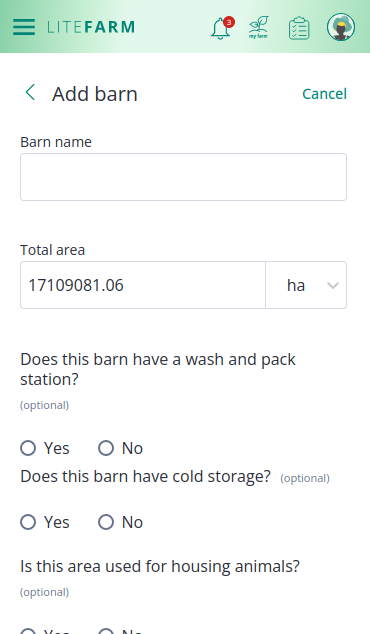 LITEFARM
3
my farm
Add barn
Cancel
Barn name
Total area
17109081.06
ha
Does this barn have a wash and pack
station?
(optional)
Yes
No
Does this barn have cold storage? (optional)
Yes
No
Is this area used for housing animals?
(optional)
Yes
No